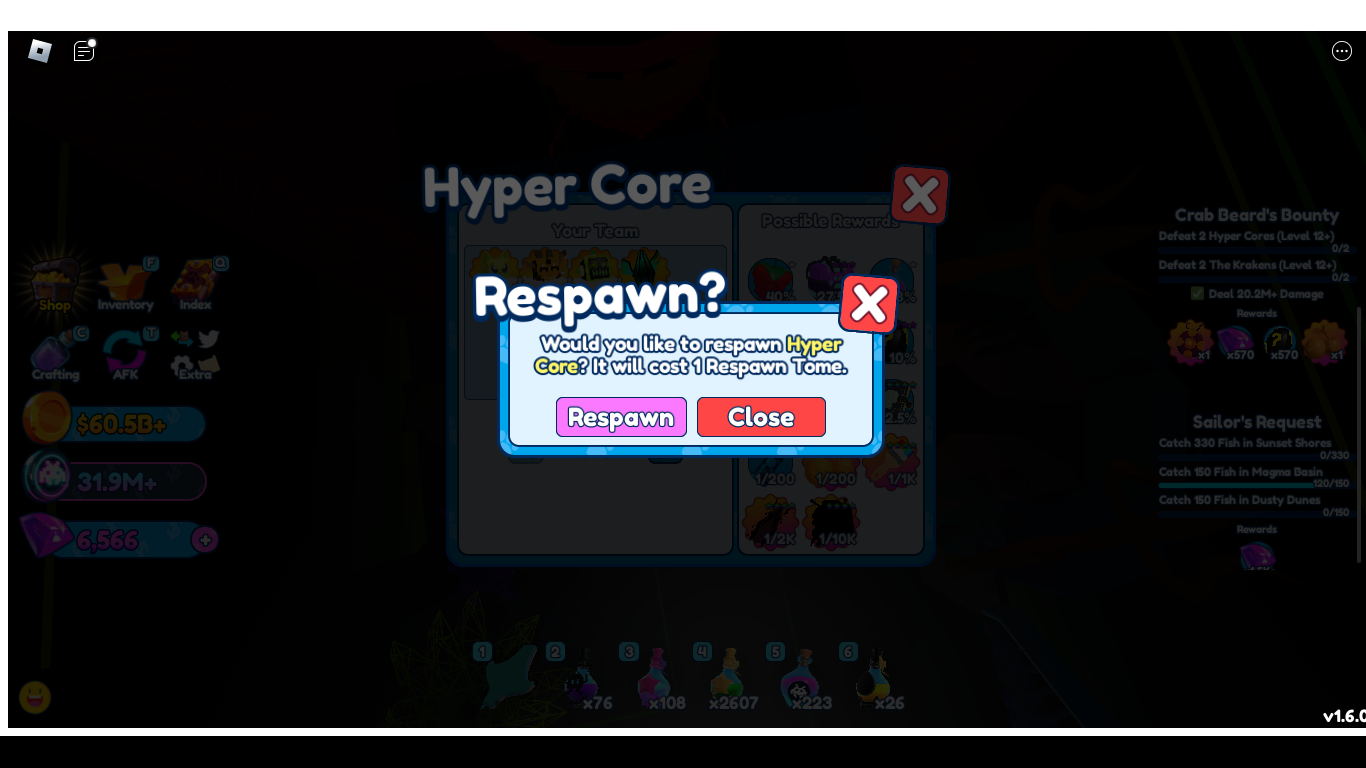 Hyper Core
Your Team
Possible Rewards
Crab Beard's Bounty
Defeat 2 Hyper Cores (Level 12+)
0/2
Defeat 2 The Krakens (Level 12+)
0/2
Deal 20.2M+ Damage
Rewards
x1
x570
x570
x1
F
Q
Shop
Inventory
Index
C
T
Crafting
AFK
Extra
$60.5B+
31.9M+
6,566
40%
10%
1/200
1/200
1/1K
1/2K
1/10K
Respawn?
Would you like to respawn Hyper
Core? It will cost 1 Respawn Tome.
Respawn
Close
Sailor's Request
Catch 330 Fish in Sunset Shores
0/330
Catch 150 Fish in Magma Basin
120/150
Catch 150 Fish in Dusty Dunes
0/150
Rewards
1
2
3
4
5
6
x76
x108
x2607
x223
x26
v1.6.0